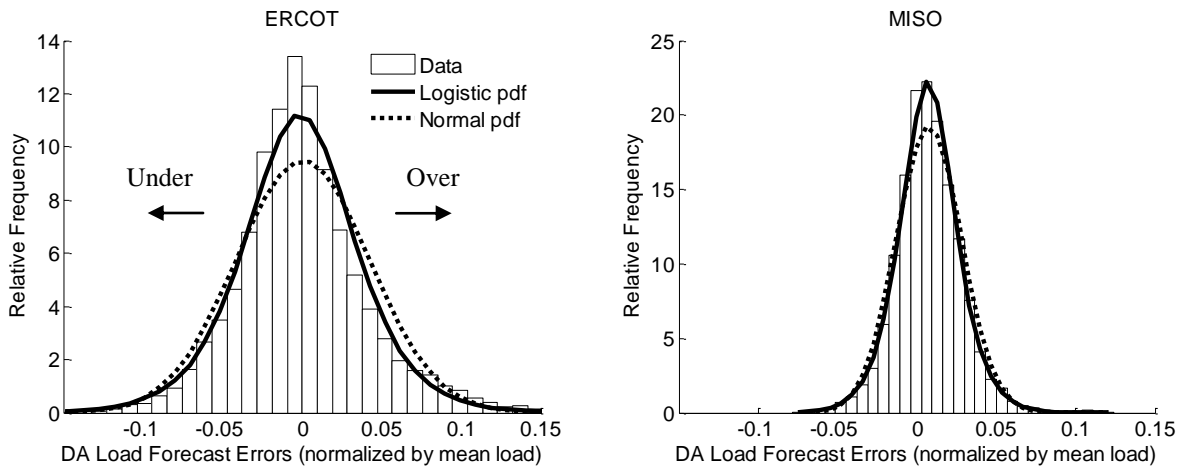 ERCOT
14
12
10
8
6
4
2
0
Relative Frequency
Data
Logistic pdf
Normal pdf
Under
Over
-0.1
-0.05
0
0.05
0.1
0.15
DA Load Forecast Errors (normalized by mean load)
MISO
25
20
15
10
5
0
Relative Frequency
-0.1
-0.05
0
0.05
0.1
0.15
DA Load Forecast Errors (normalized by mean load)